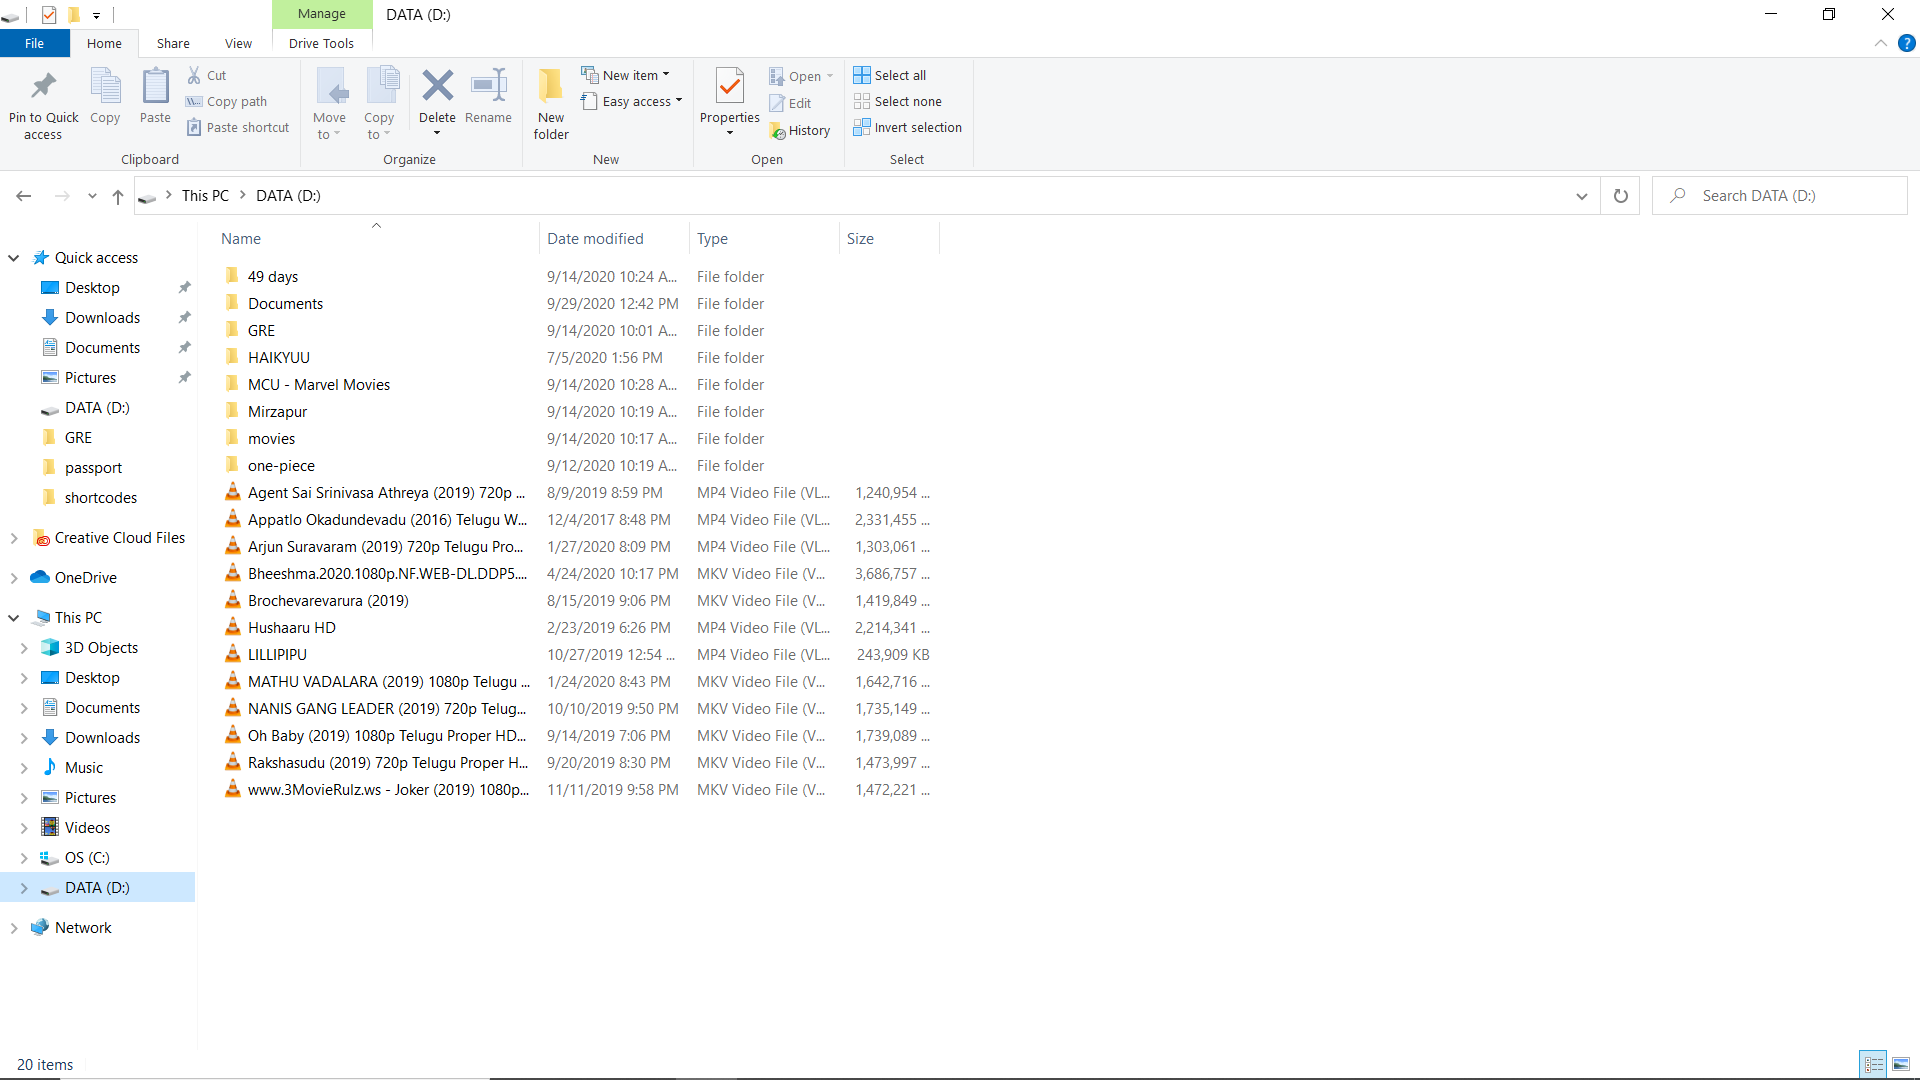 Manage DATA (D:)
File Home Share View Drive Tools
Pin to Quick access
Copy
Paste
Cut
Copy path
Paste shortcut
Clipboard
Move to
Copy to
Delete
Rename
Organize
New folder
New item
Easy access
New
Properties
Open
Edit
History
Open
Select all
Select none
Invert selection
Select
This PC DATA (D:)
Search DATA (D:)
Quick access
Desktop
Downloads
Documents
Pictures
DATA (D:)
GRE
passport
shortcodes
Creative Cloud Files
OneDrive
This PC
3D Objects
Desktop
Documents
Downloads
Music
Pictures
Videos
OS (C:)
DATA (D:)
Network
Name Date modified Type Size
49 days 9/14/2020 10:24 A... File folder
Documents 9/29/2020 12:42 PM File folder
GRE 9/14/2020 10:01 A... File folder
HAIKYUU 7/5/2020 1:56 PM File folder
MCU - Marvel Movies 9/14/2020 10:28 A... File folder
Mirzapur 9/14/2020 10:19 A... File folder
movies 9/14/2020 10:17 A... File folder
one-piece 9/12/2020 10:19 A... File folder
Agent Sai Srinivasa Athreya (2019) 720p ... 8/9/2019 8:59 PM MP4 Video File (VL... 1,240,954 ...
Appatlo Okadundevadu (2016) Telugu W... 12/4/2017 8:48 PM MP4 Video File (VL... 2,331,455 ...
Arjun Suravaram (2019) 720p Telugu Pro... 1/27/2020 8:09 PM MP4 Video File (VL... 1,303,061 ...
Bheeshma.2020.1080p.NF.WEB-DL.DDP5.... 4/24/2020 10:17 PM MKV Video File (V... 3,686,757 ...
Brochevarevarura (2019) 8/15/2019 9:06 PM MKV Video File (V... 1,419,849 ...
Hushaaru HD 2/23/2019 6:26 PM MP4 Video File (VL... 2,214,341 ...
LILLIPIPU 10/27/2019 12:54 ... MP4 Video File (VL... 243,909 KB
MATHU VADALARA (2019) 1080p Telugu ... 1/24/2020 8:43 PM MKV Video File (V... 1,642,716 ...
NANIS GANG LEADER (2019) 720p Telug... 10/10/2019 9:50 PM MKV Video File (V... 1,735,149 ...
Oh Baby (2019) 1080p Telugu Proper HD... 9/14/2019 7:06 PM MKV Video File (V... 1,739,089 ...
Rakshasudu (2019) 720p Telugu Proper H... 9/20/2019 8:30 PM MKV Video File (V... 1,473,997 ...
www.3MovieRulz.ws - Joker (2019) 1080p... 11/11/2019 9:58 PM MKV Video File (V... 1,472,221 ...
20 items